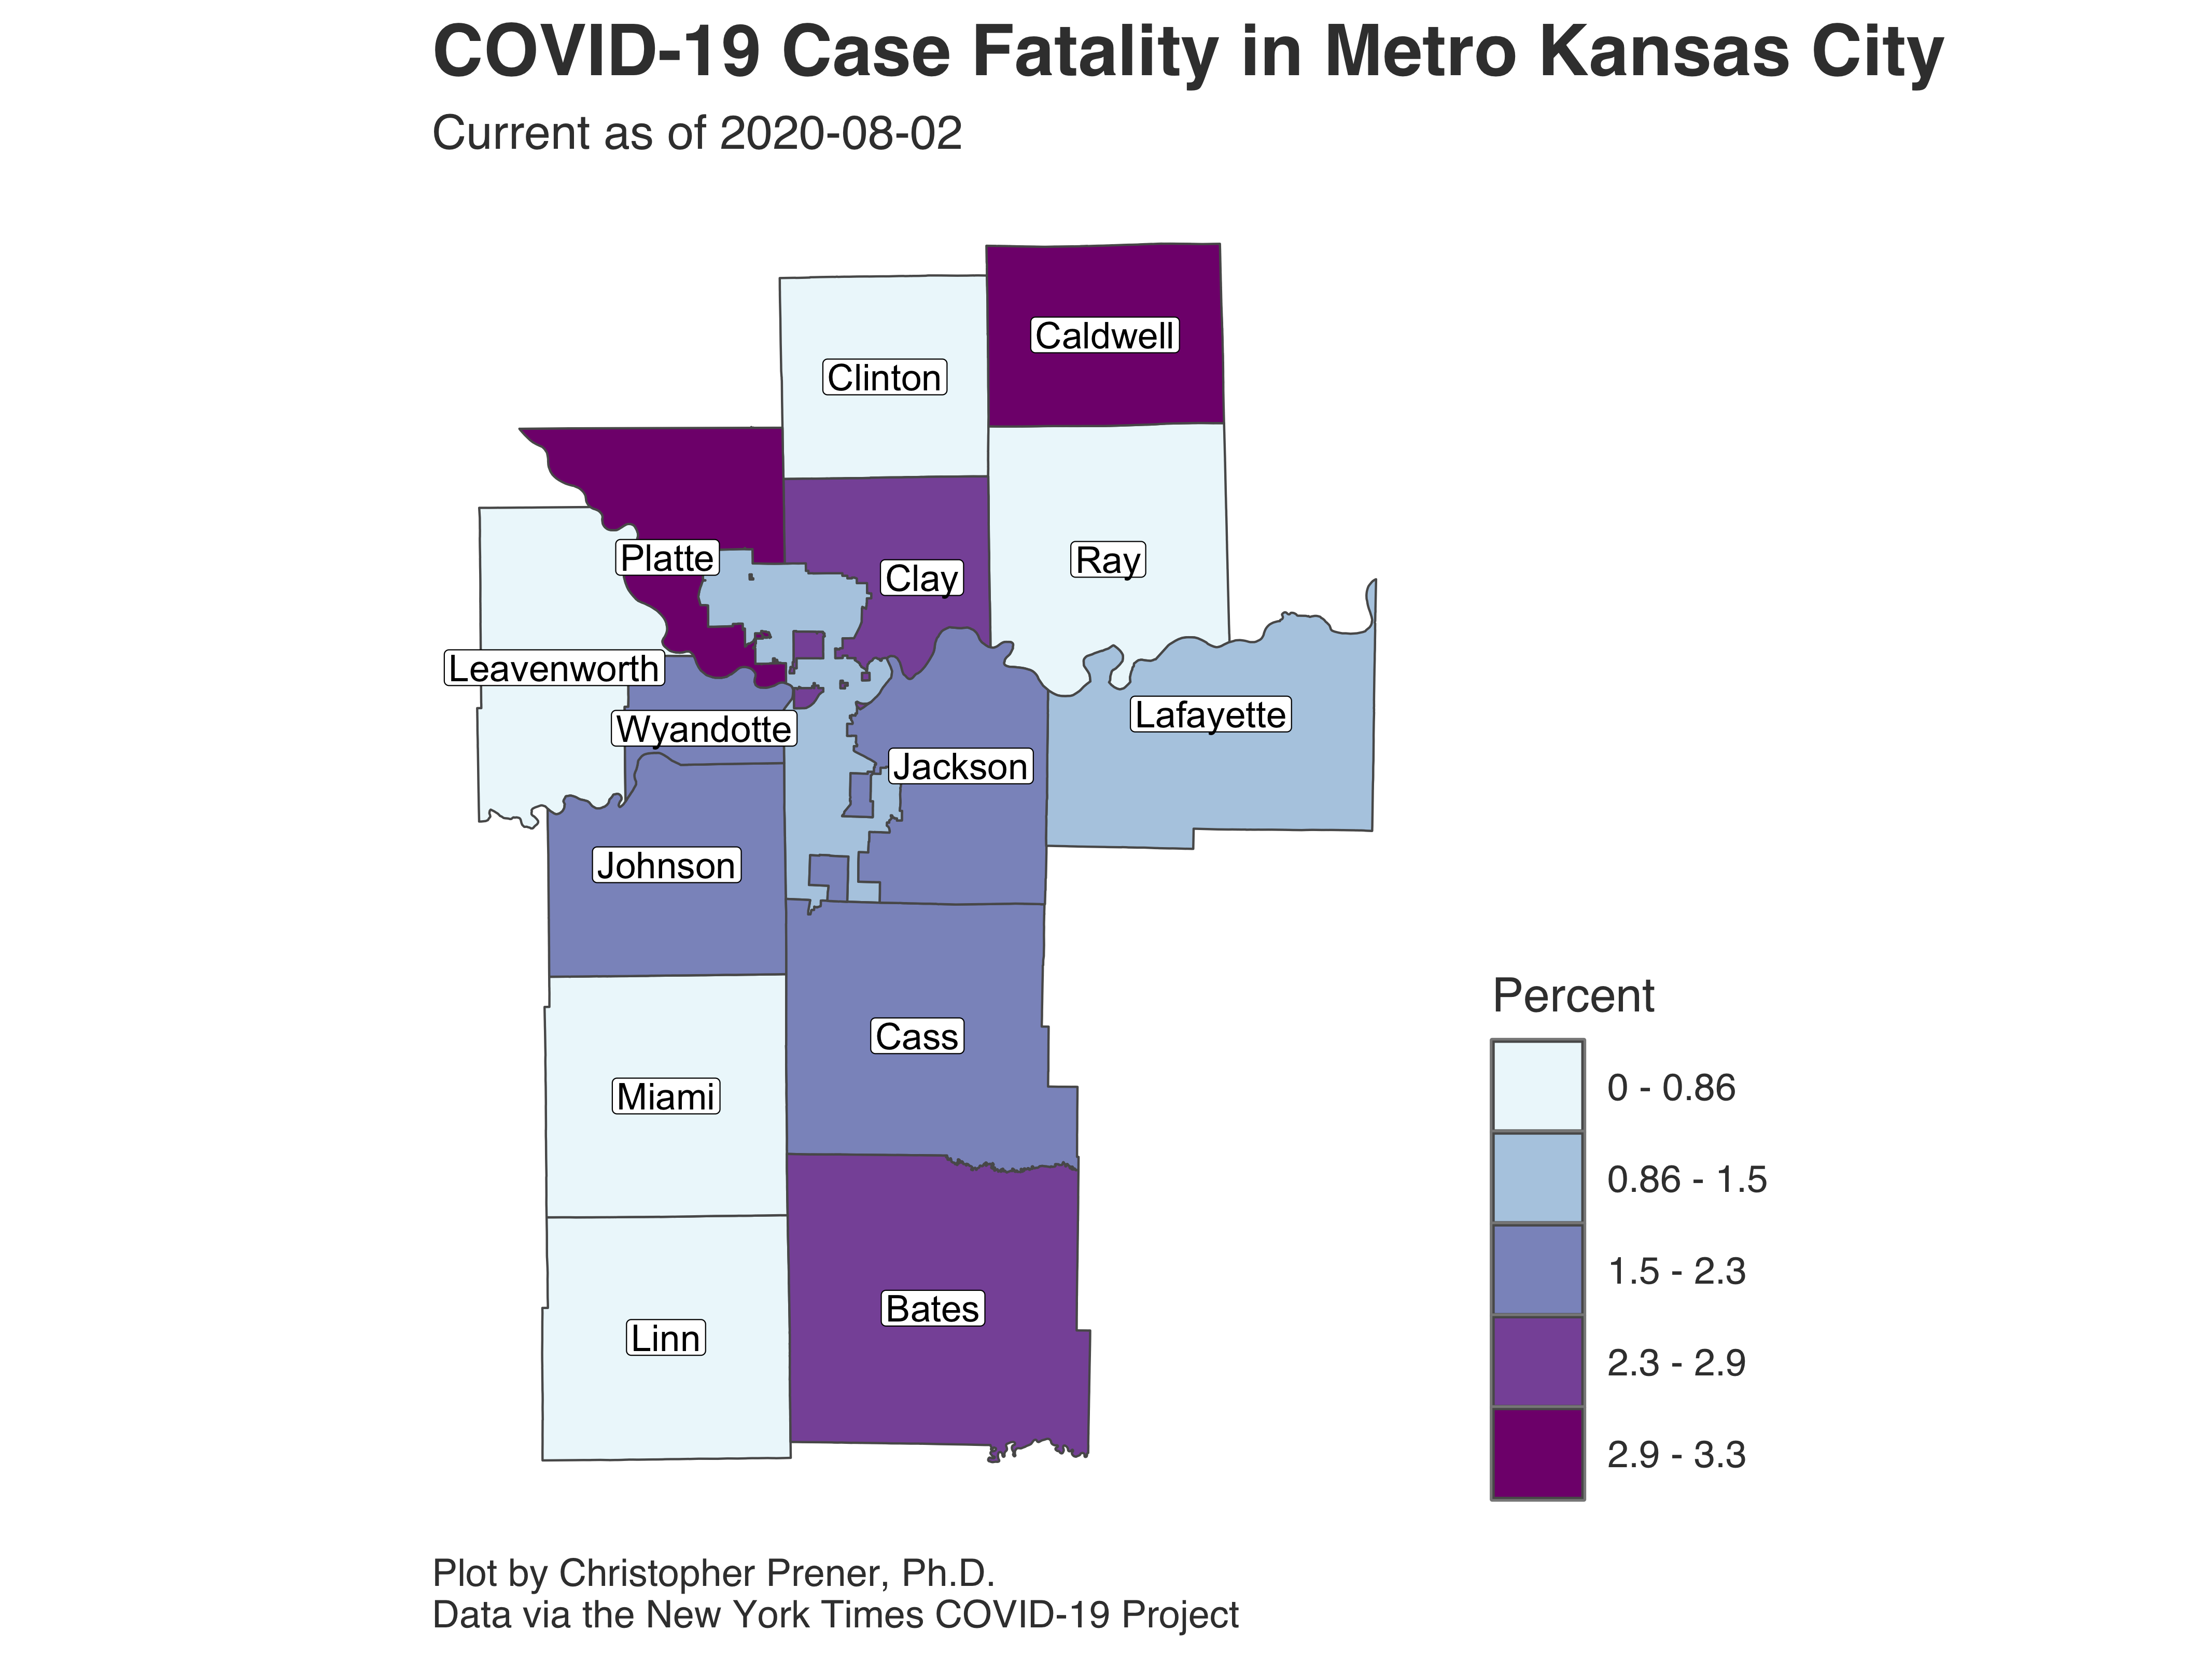 COVID-19 Case Fatality in Metro Kansas City
Current as of 2020-08-02
Caldwell
Clinton
Platte
Clay
Ray
Leavenworth
Wyandotte
Lafayette
Jackson
Johnson
Cass
Miami
Bates
Linn
Percent
0 - 0.86
0.86 - 1.5
1.5 - 2.3
2.3 - 2.9
2.9 - 3.3
Plot by Christopher Prener, Ph.D.
Data via the New York Times COVID-19 Project